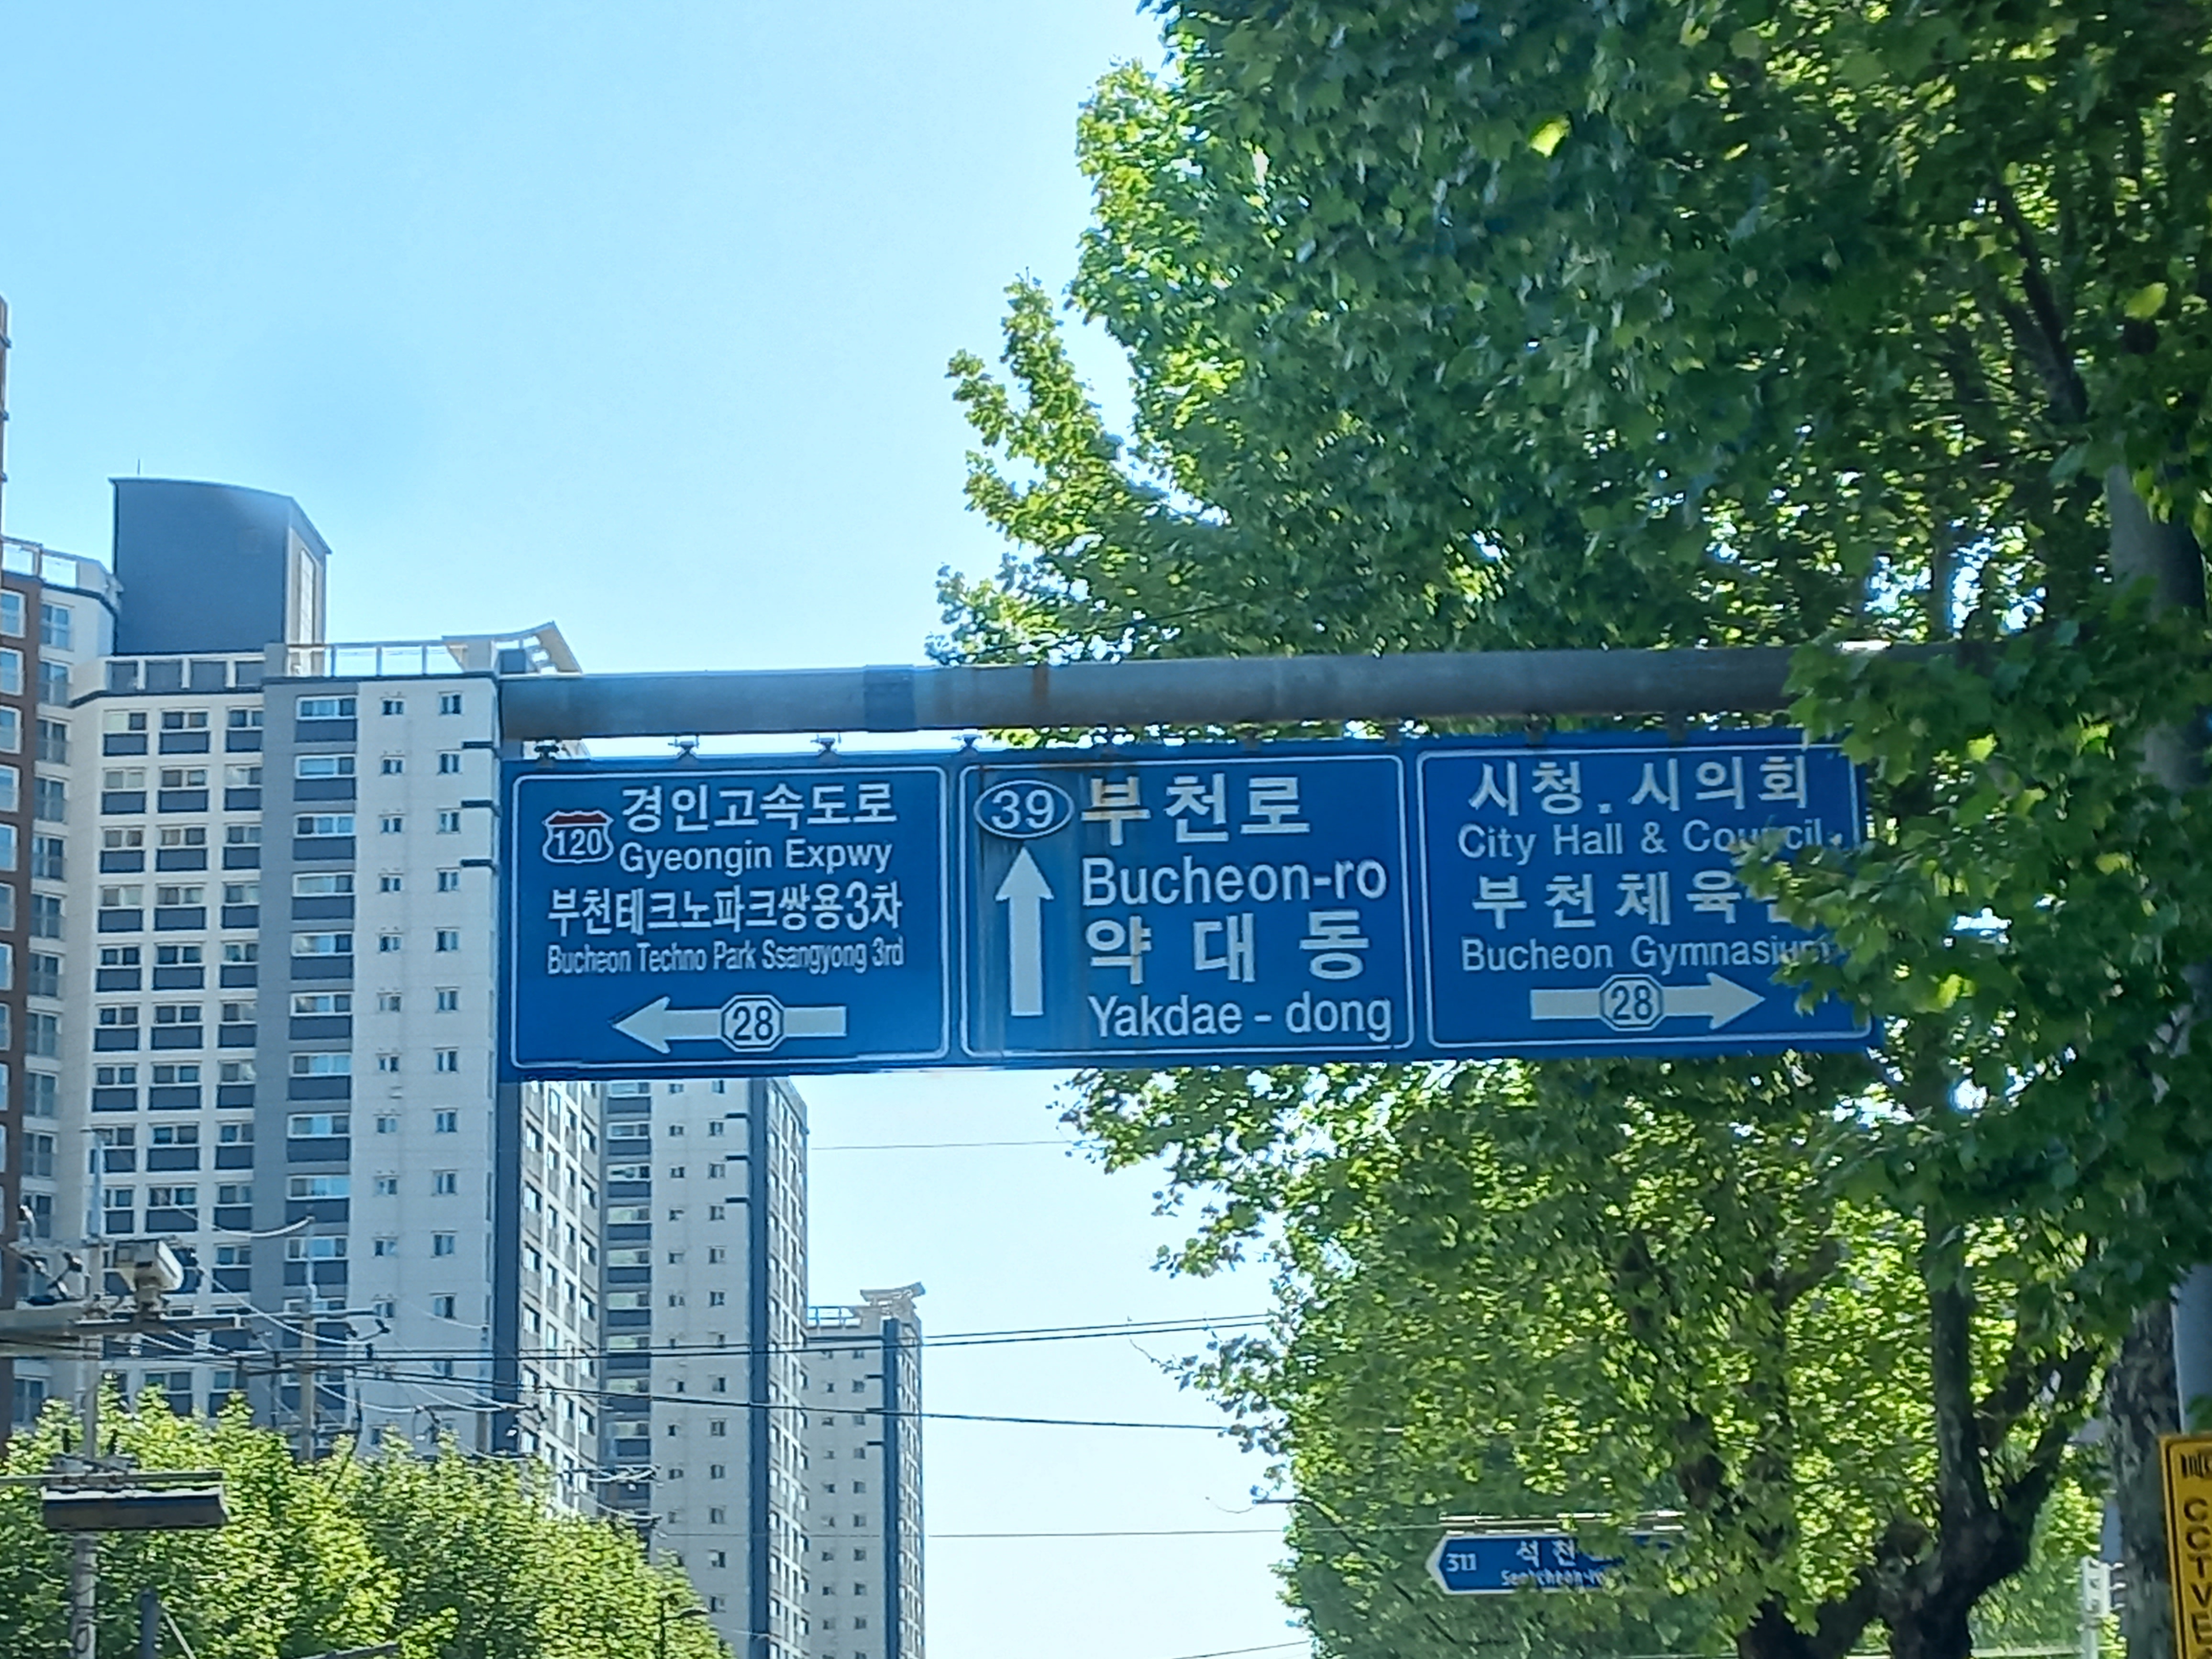 120 경인고속도로
Gyeongin Expwy
부천테크노파크쌍용3차
Bucheon Techno Park Ssangyong 3rd
28
39 부천로
Bucheon-ro
약대동
Yakdae - dong
시청.시의회
City Hall & Council
부천체육
Bucheon Gymnasium
28
311 석천
CCTV